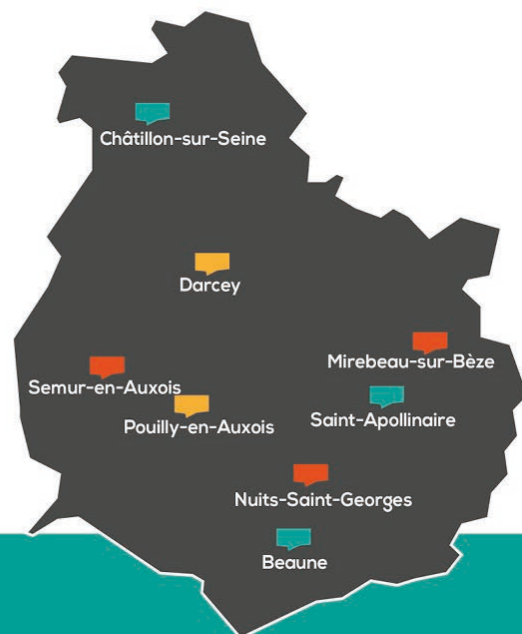 Châtillon-sur-Seine
Darcey
Mirebeau-sur-Bèze
Semur-en-Auxois
Saint-Apollinaire
Pouilly-en-Auxois
Nuits-Saint-Georges
Beaune